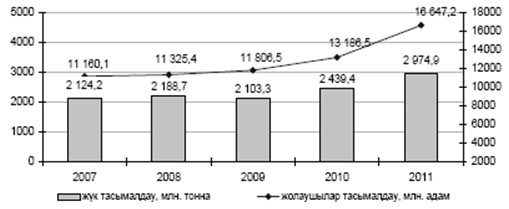 5000 16 647,2 18000
4000 13 186,5 16000
11 160,1 11 325,4 11 806,5 14000
3000 2 974,9 12000
2 124,2 2 188,7 2 103,3 2 439,4 10000
2000 8000
1000 6000
4000
0 2000
2007 2008 2009 2010 2011
жүк тасымалдау, млн. тонна жолаушылар тасымалдау, млн. адам